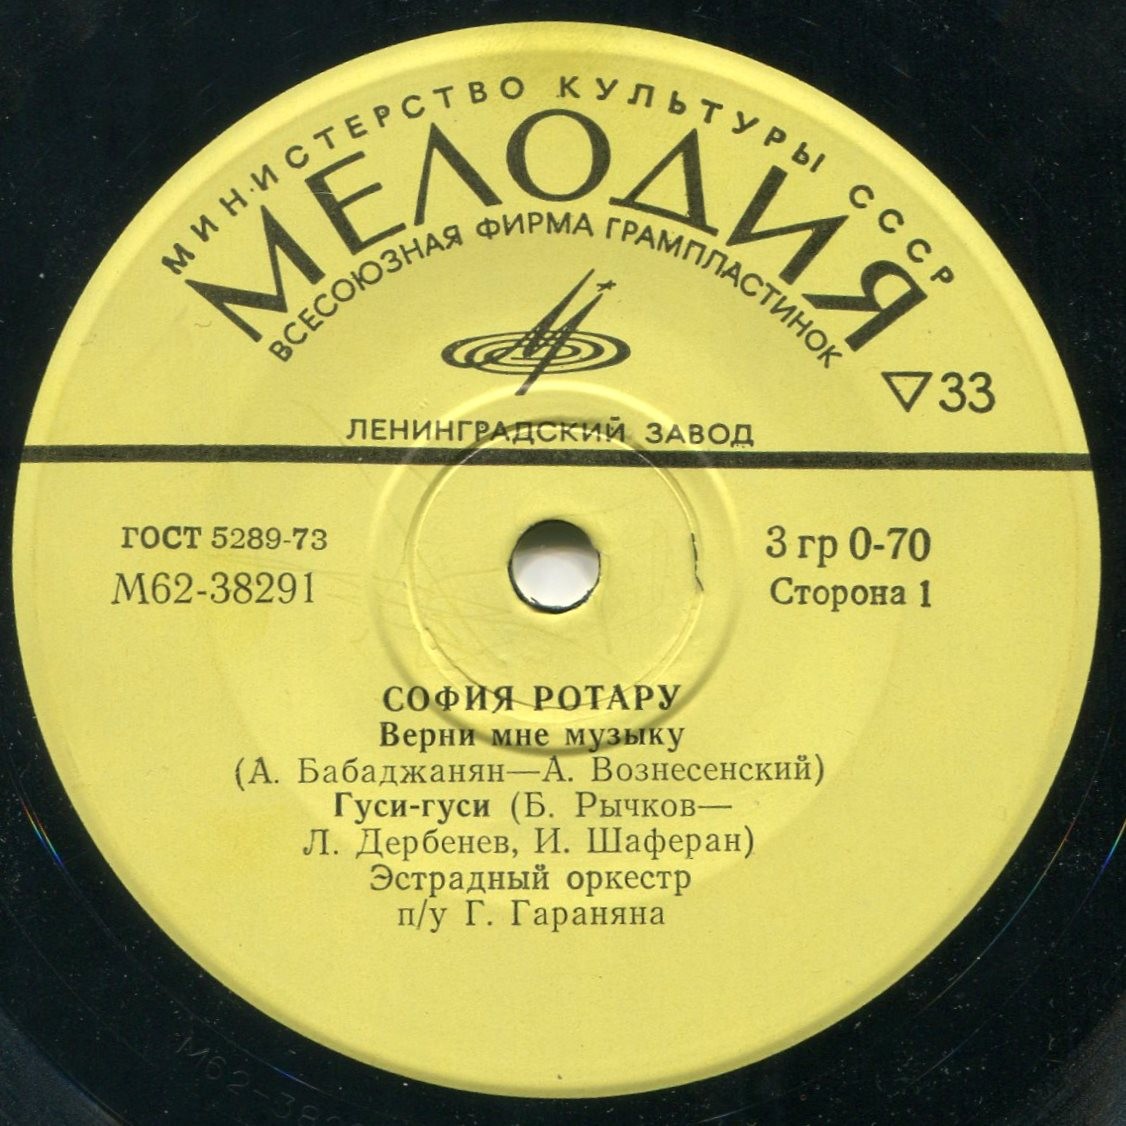 МИНИСТЕРСТВО КУЛЬТУРЫ СССР
МЕЛОДИЯ
ВСЕСОЮЗНАЯ ФИРМА ГРАМПЛАСТИНОК
▽33
ЛЕНИНГРАДСКИЙ ЗАВОД
ГОСТ 5289-73
М62-38291
3 гр 0-70
Сторона 1
СОФИЯ РОТАРУ
Верни мне музыку
(А. Бабаджанян—А. Вознесенский)
Гуси-гуси (Б. Рычков—
Л. Дербенев, И. Шаферан)
Эстрадный оркестр
п/у Г. Гараняна